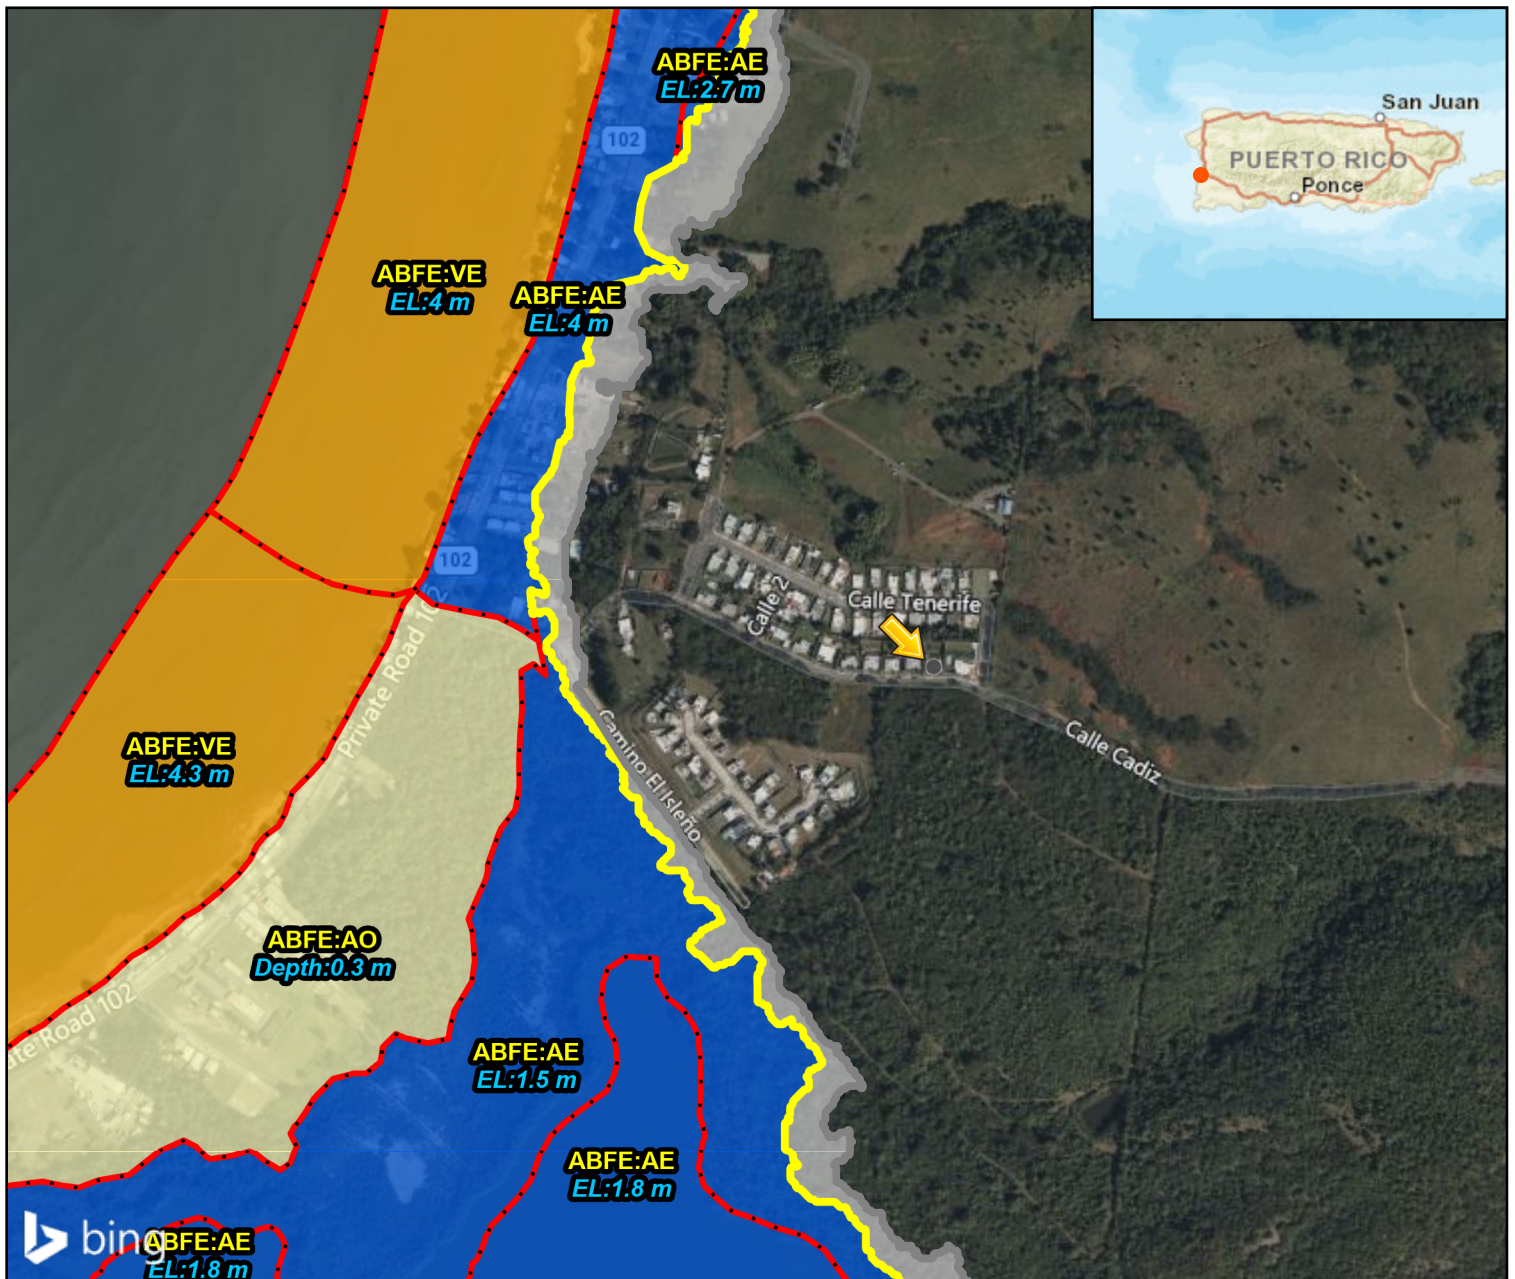 ABFE:AE
EL:2.7 m
San Juan
PUERTO RICO
Ponce
102
ABFE:VE
EL:4 m
ABFE:AE
EL:4 m
102
Calle 2
Calle Tenerife
Private Road 102
Camino El Isleño
Calle Cadiz
ABFE:VE
EL:4.3 m
ABFE:AO
Depth:0.3 m
ate Road 102
ABFE:AE
EL:1.5 m
ABFE:AE
EL:1.8 m
bing
ABFE:AE
EL:1.8 m